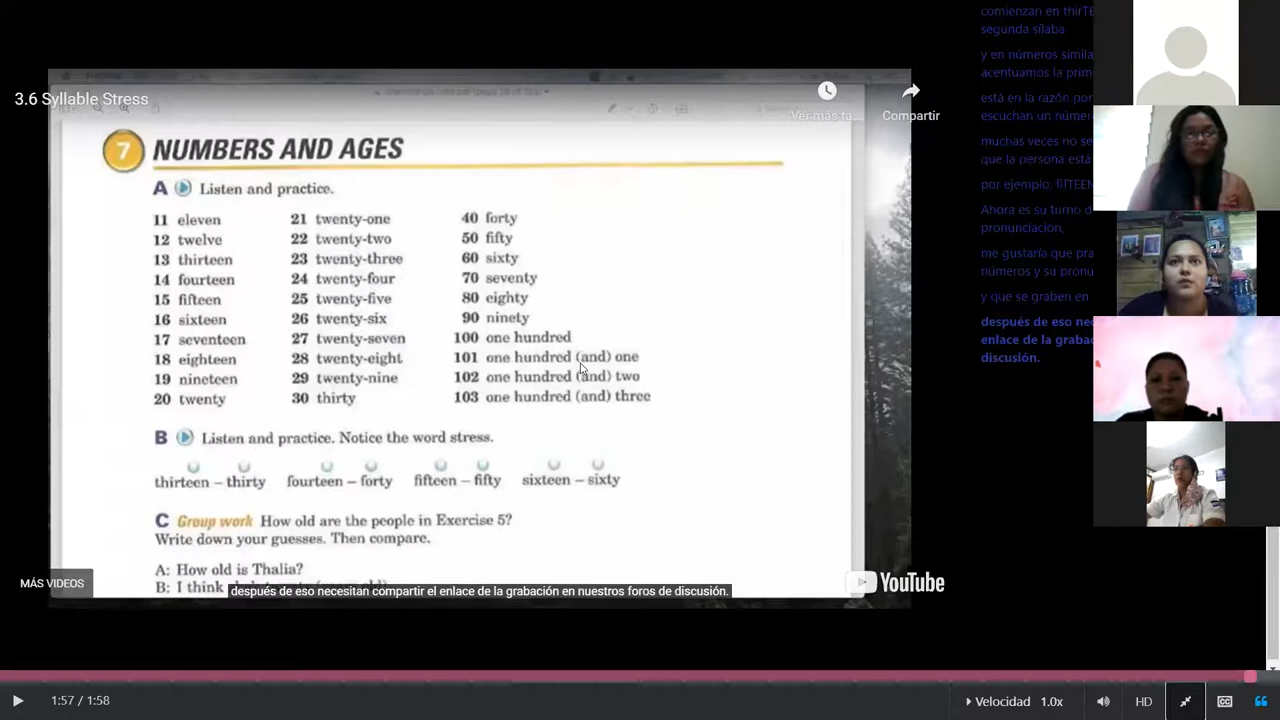 3.6 Syllable Stress
Ver más ta...
Compartir
7 NUMBERS AND AGES
A Listen and practice.
11 eleven
12 twelve
13 thirteen
14 fourteen
15 fifteen
16 sixteen
17 seventeen
18 eighteen
19 nineteen
20 twenty
21 twenty-one
22 twenty-two
23 twenty-three
24 twenty-four
25 twenty-five
26 twenty-six
27 twenty-seven
28 twenty-eight
29 twenty-nine
30 thirty
40 forty
50 fifty
60 sixty
70 seventy
80 eighty
90 ninety
100 one hundred
101 one hundred (and) one
102 one hundred (and) two
103 one hundred (and) three
B Listen and practice. Notice the word stress.
thirteen – thirty fourteen – forty fifteen – fifty sixteen – sixty
C Group work How old are the people in Exercise 5?
Write down your guesses. Then compare.
A: How old is Thalia?
B: I think
MÁS VIDEOS
después de eso necesitan compartir el enlace de la grabación en nuestros foros de discusión.
YouTube
comienzan en thirTE
segunda sílaba
y en números simila
acentuamos la prim
está en la razón por
escuchan un númer
muchas veces no se
que la persona está
por ejemplo, fifTEEN
Ahora es su turno d
pronunciación,
me gustaría que pra
números y su pronu
y que se graben en
después de eso nec
enlace de la graba
discusión.
1:57 / 1:58
Velocidad 1.0x
HD
CC